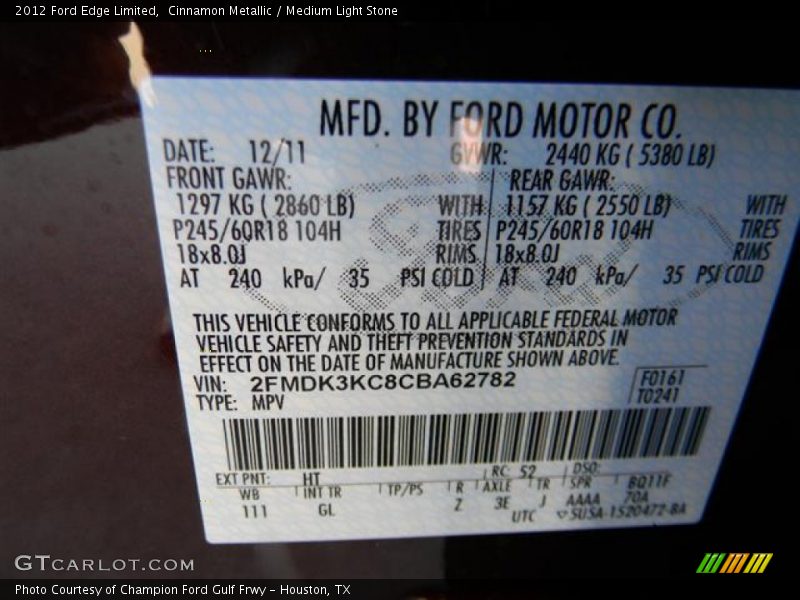 2012 Ford Edge Limited,  Cinnamon Metallic / Medium Light Stone
MFD. BY FORD MOTOR CO.
DATE: 12/11 GVWR: 2440 KG ( 5380 LB)
FRONT GAWR: REAR GAWR:
1297 KG ( 2860 LB) WITH 1157 KG ( 2550 LB) WITH
P245/60R18 104H TIRES P245/60R18 104H TIRES
18x8.0J RIMS 18x8.0J RIMS
AT 240 kPa/ 35 PSI COLD AT 240 kPa/ 35 PSI COLD
THIS VEHICLE CONFORMS TO ALL APPLICABLE FEDERAL MOTOR
VEHICLE SAFETY AND THEFT PREVENTION STANDARDS IN
EFFECT ON THE DATE OF MANUFACTURE SHOWN ABOVE.
VIN: 2FMDK3KC8CBA62782 F0161
TYPE: MPV T0241
EXT PNT: HT RC: 52 DSO:
WB INT TR TP/PS R AXLE TR SPR BQ11F
111 GL Z 3E J AAAA 70A
UTC ▽5USA-1520472-BA
GTCARLOT.COM
Photo Courtesy of Champion Ford Gulf Frwy - Houston, TX